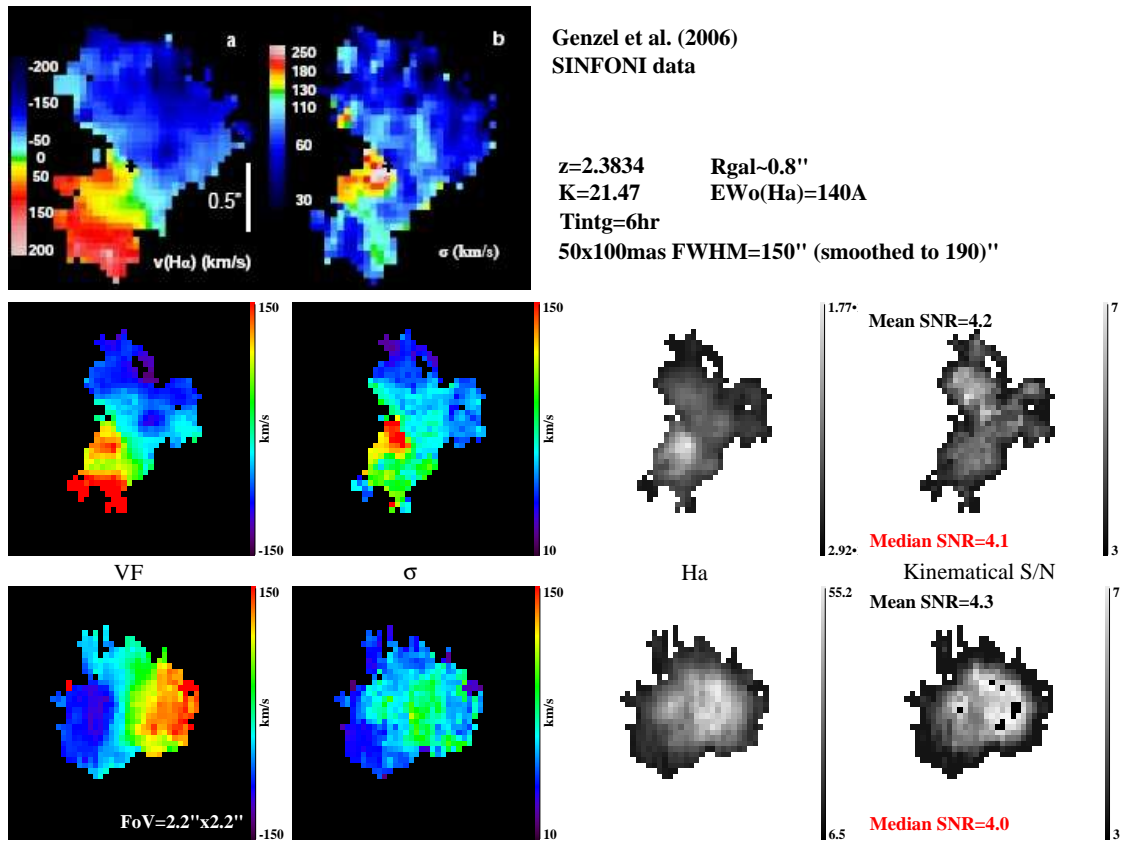 a
b
-200
-150
-50
0
50
150
200
0.5"
v(Hα) (km/s)
250
180
130
110
60
30
σ (km/s)
Genzel et al. (2006)
SINFONI data
z=2.3834 Rgal~0.8"
K=21.47 EWo(Ha)=140A
Tintg=6hr
50x100mas FWHM=150" (smoothed to 190)"
150
km/s
-150
150
km/s
10
1.77•
2.92•
Mean SNR=4.2
Median SNR=4.1
7
3
VF
σ
Ha
Kinematical S/N
150
km/s
-150
FoV=2.2"x2.2"
150
km/s
10
55.2
6.5
Mean SNR=4.3
Median SNR=4.0
7
3